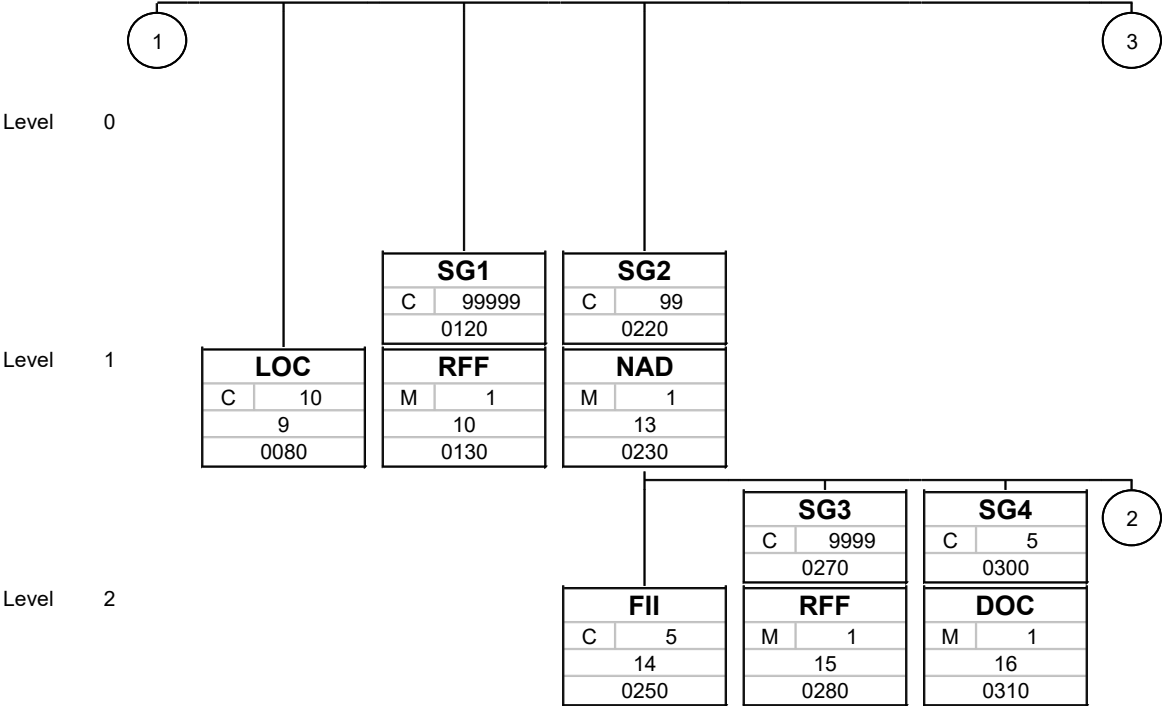 1 3
Level 0
SG1 SG2
C 99999 C 99
0120 0220
Level 1
LOC RFF NAD
C 10 M 1 M 1
9 10 13
0080 0130 0230
SG3 SG4 2
C 9999 C 5
0270 0300
Level 2
FII RFF DOC
C 5 M 1 M 1
14 15 16
0250 0280 0310